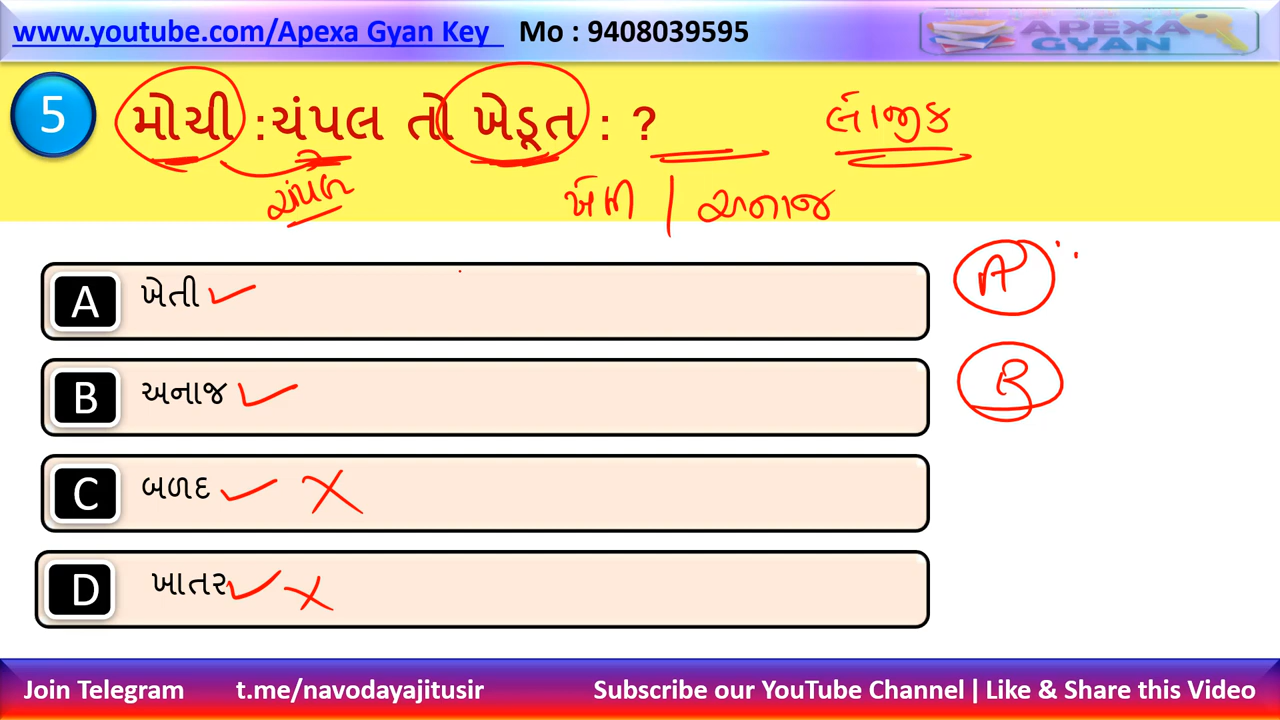 www.youtube.com/Apexa Gyan Key Mo : 9408039595
APEXA
GYAN
5 મોચી :ચંપલ તો ખેડૂત : ? લોજીક
ચંપલ
ખેતી | અનાજ
A ખેતી
A
B અનાજ
B
C બળદ
D ખાતર
Join Telegram t.me/navodayajitusir Subscribe our YouTube Channel | Like & Share this Video